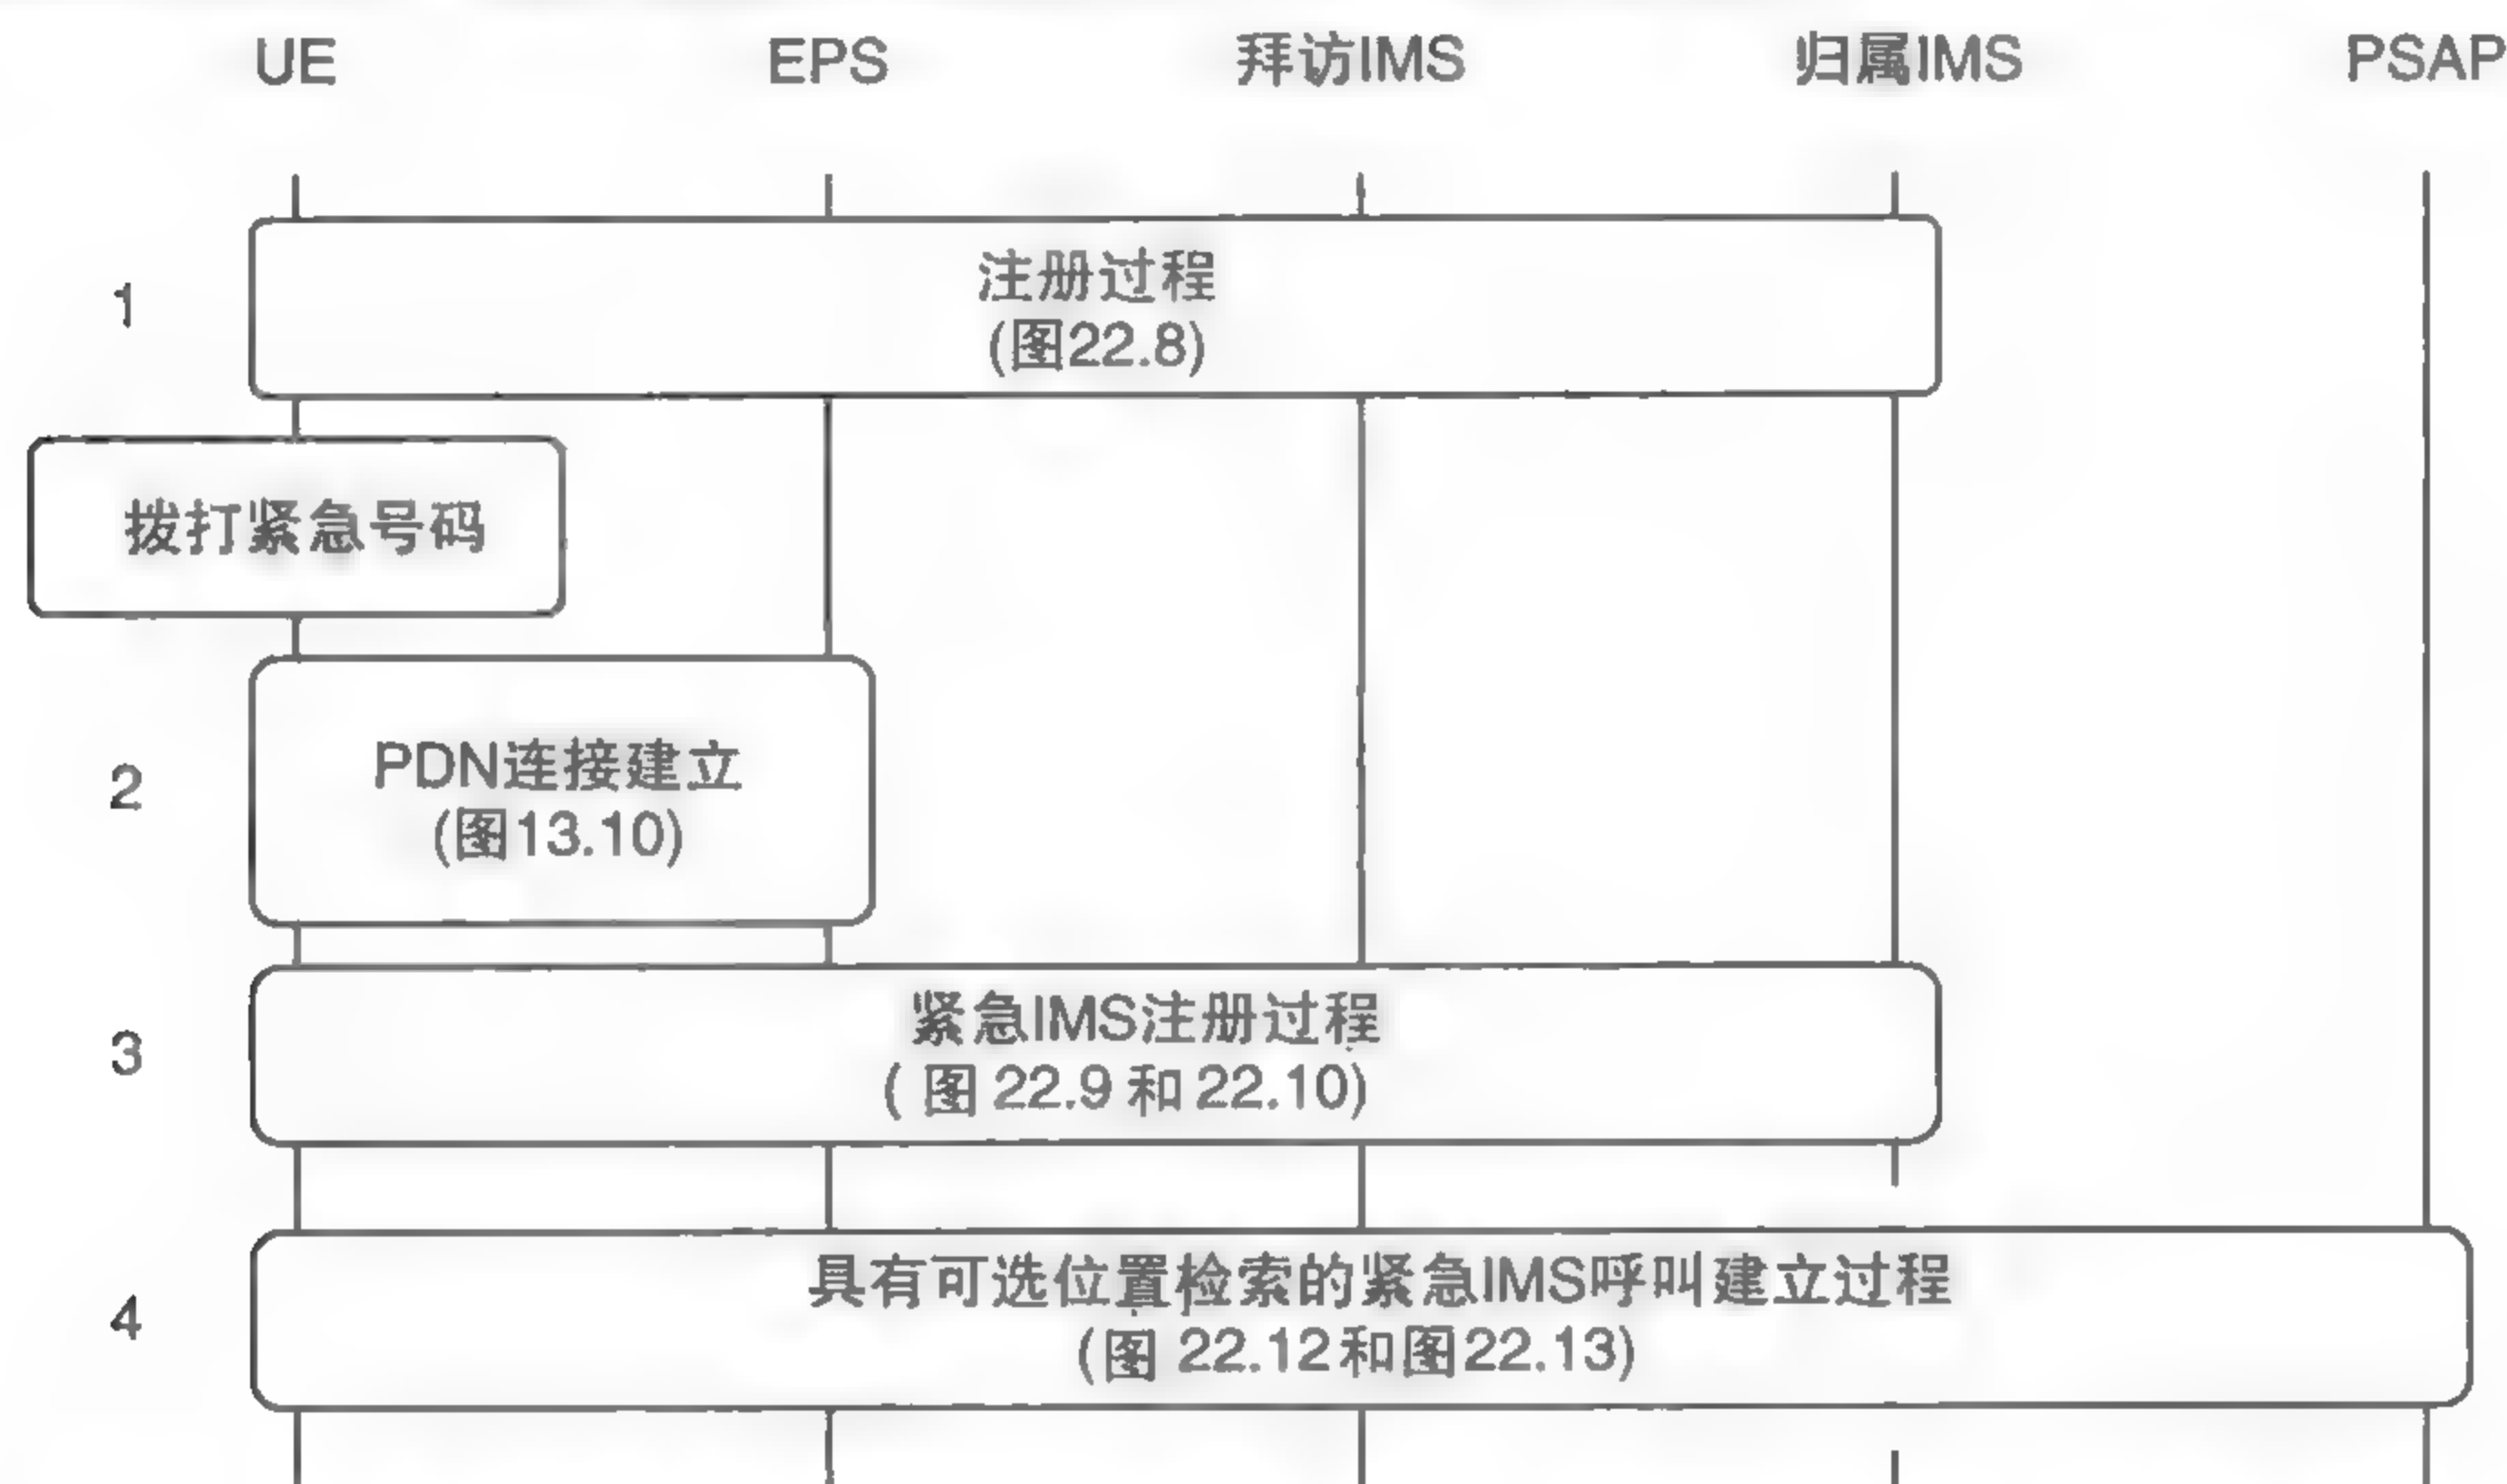 UE EPS 拜访IMS 归属IMS PSAP
1
注册过程
(图22.8)
拨打紧急号码
2
PDN连接建立
(图13.10)
3
紧急IMS注册过程
( 图 22.9 和 22.10)
4
具有可选位置检索的紧急IMS呼叫建立过程
(图 22.12和图22.13)